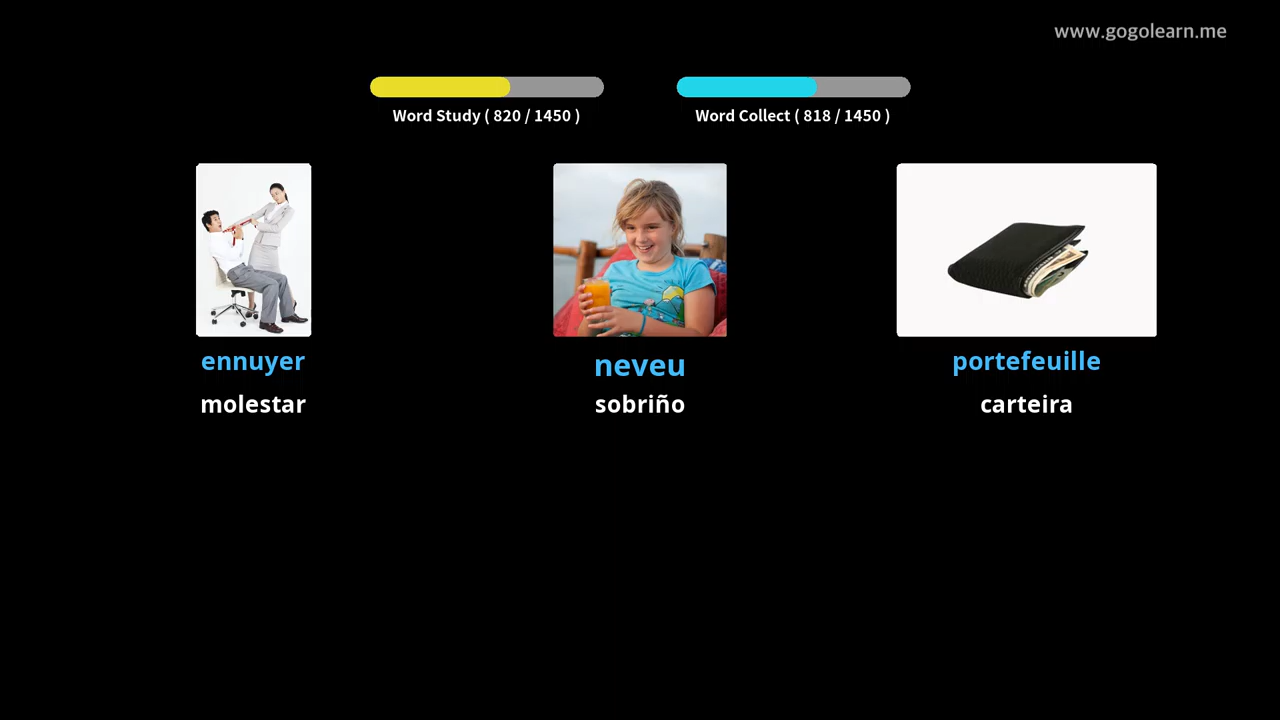 www.gogolearn.me
Word Study ( 820 / 1450 )
Word Collect ( 818 / 1450 )
ennuyer
neveu
portefeuille
molestar
sobriño
carteira